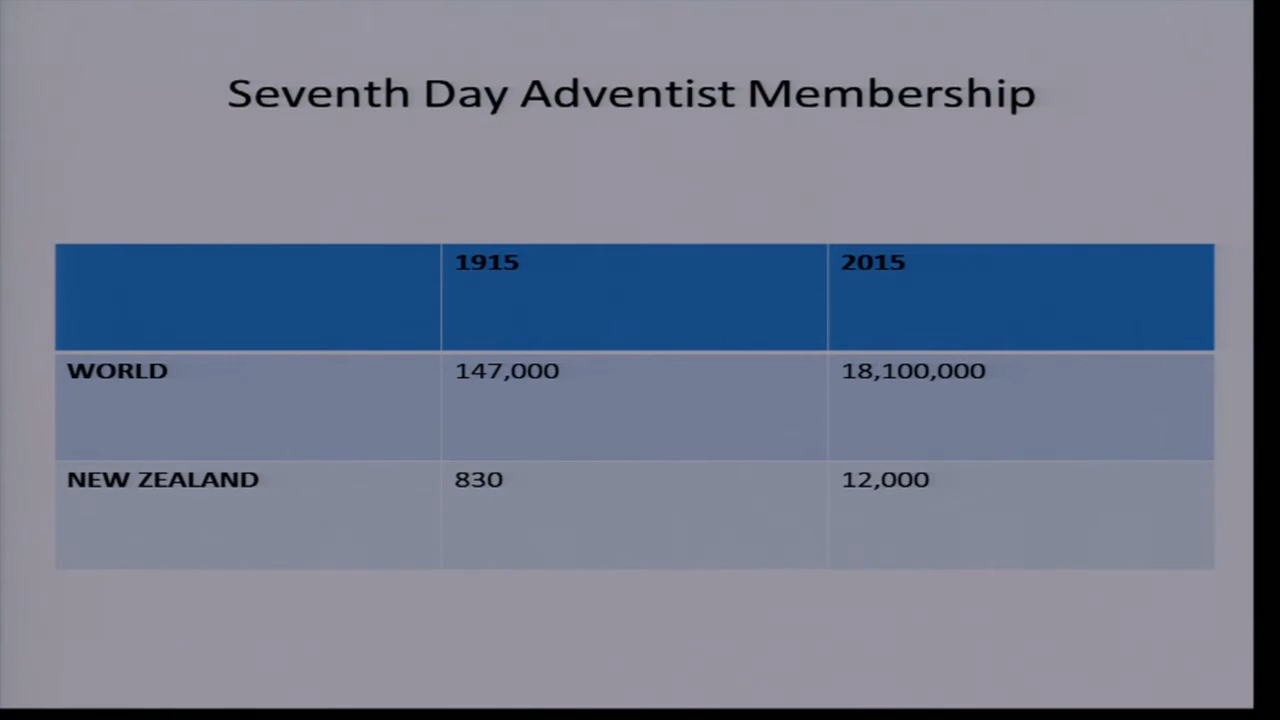 Seventh Day Adventist Membership
1915 2015
WORLD 147,000 18,100,000
NEW ZEALAND 830 12,000